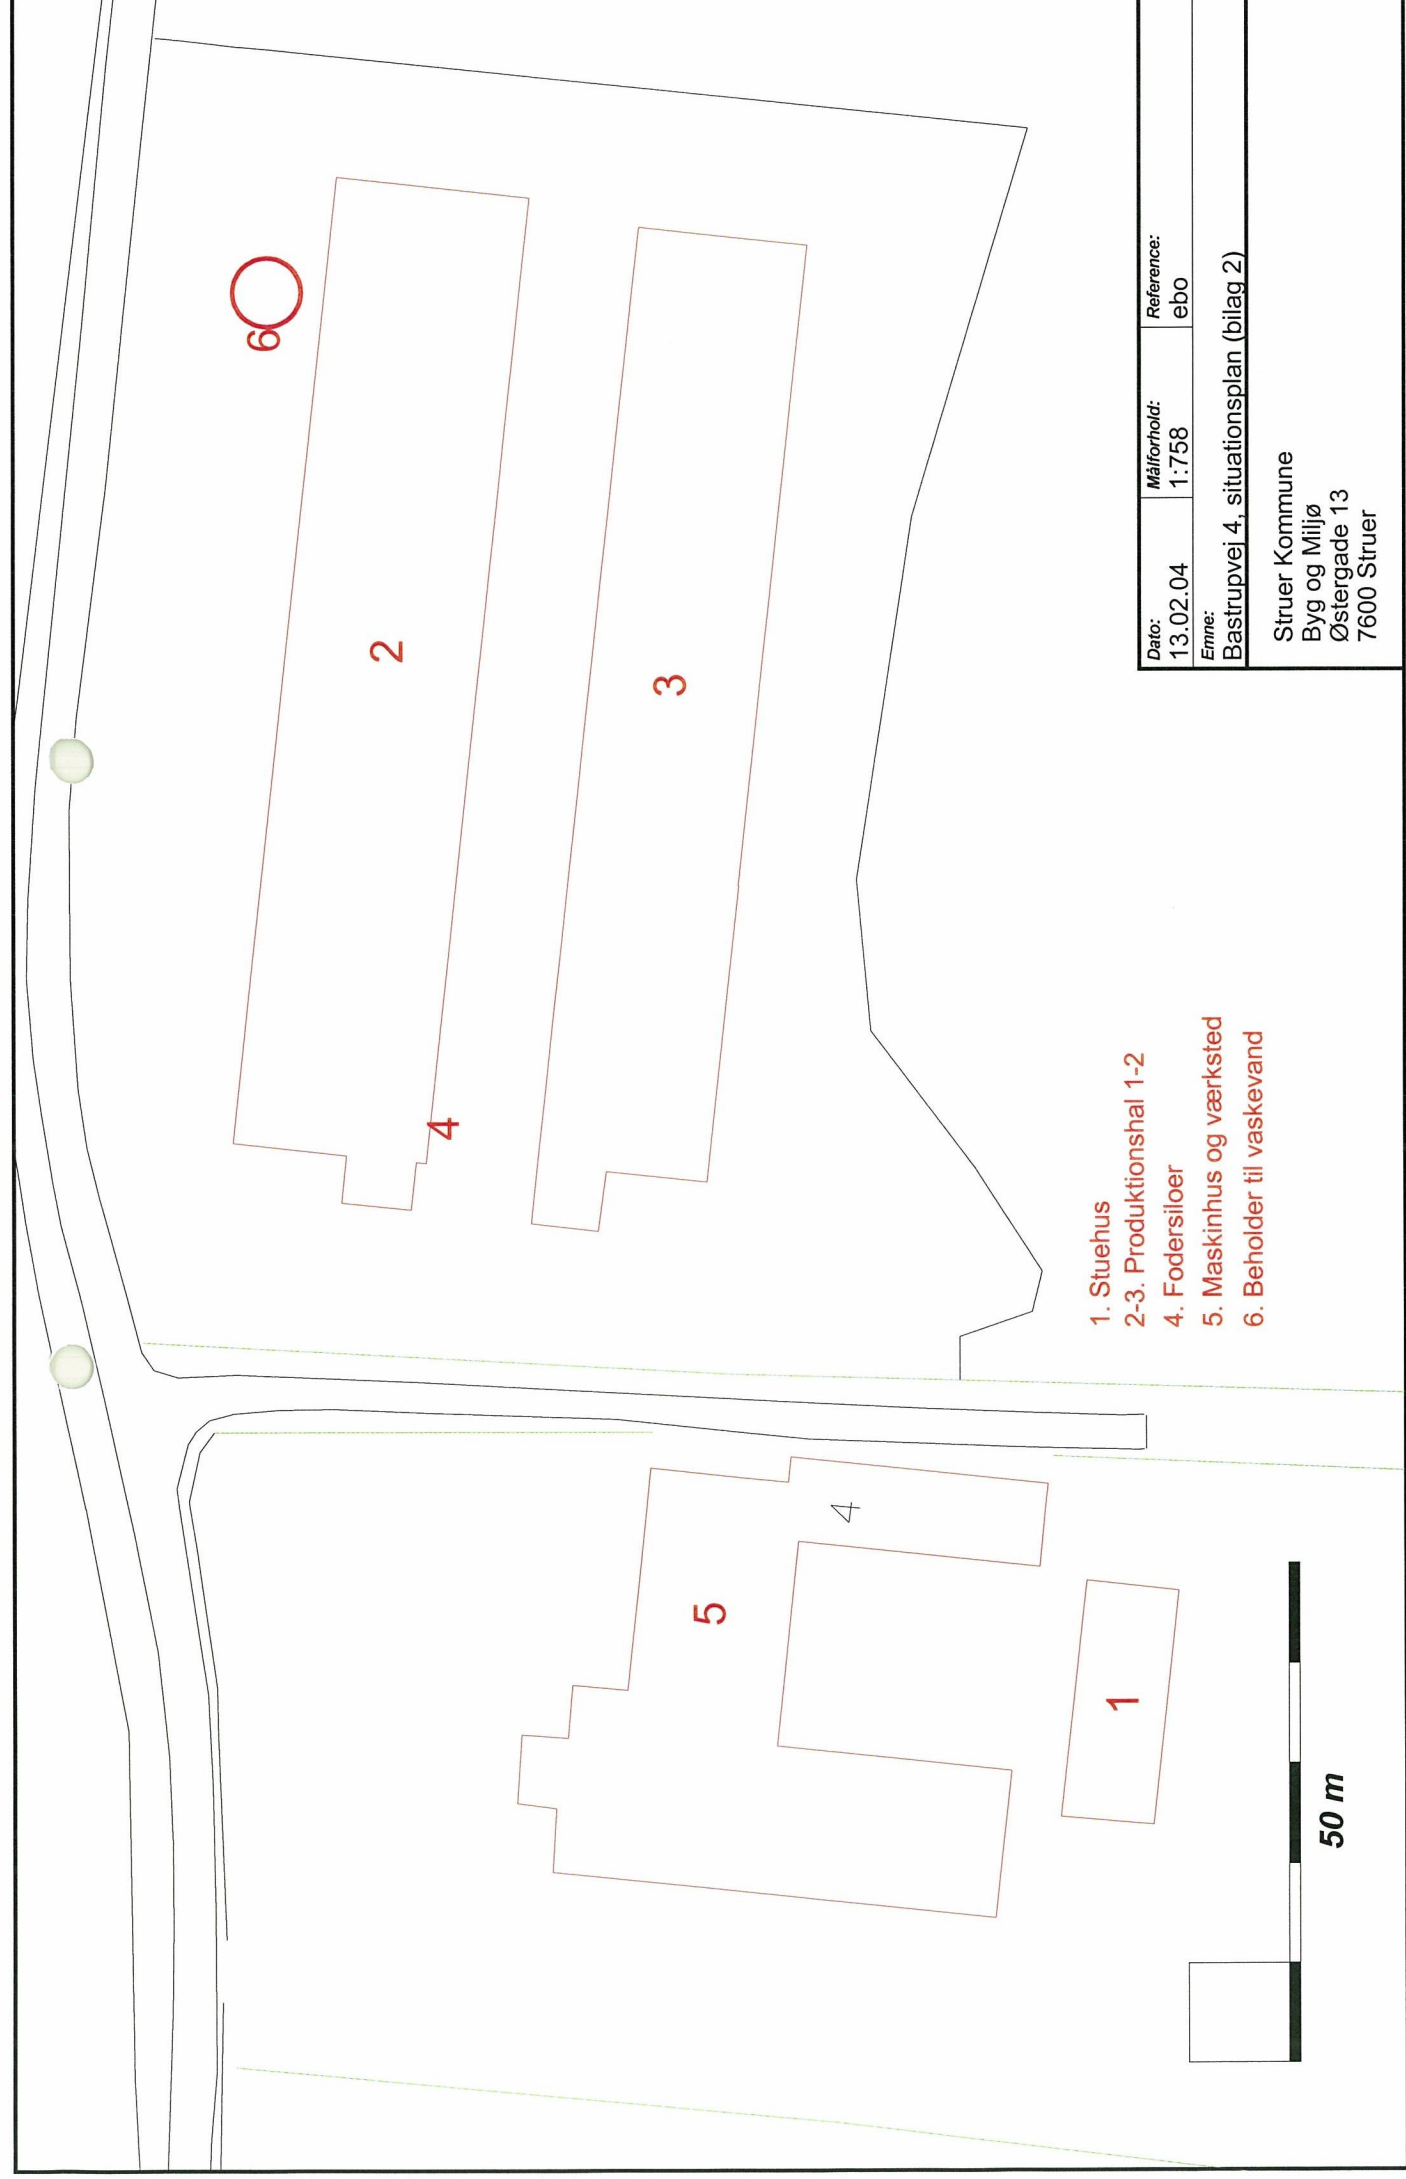 6
2
3
4
5
4
1
1. Stuehus
2-3. Produktionshal 1-2
4. Fodersiloer
5. Maskinhus og værksted
6. Beholder til vaskevand
50 m
Dato: Målforhold: Reference:
13.02.04 1:758 ebo
Emne:
Bastrupvej 4, situationsplan (bilag 2)
Struer Kommune
Byg og Miljø
Østergade 13
7600 Struer